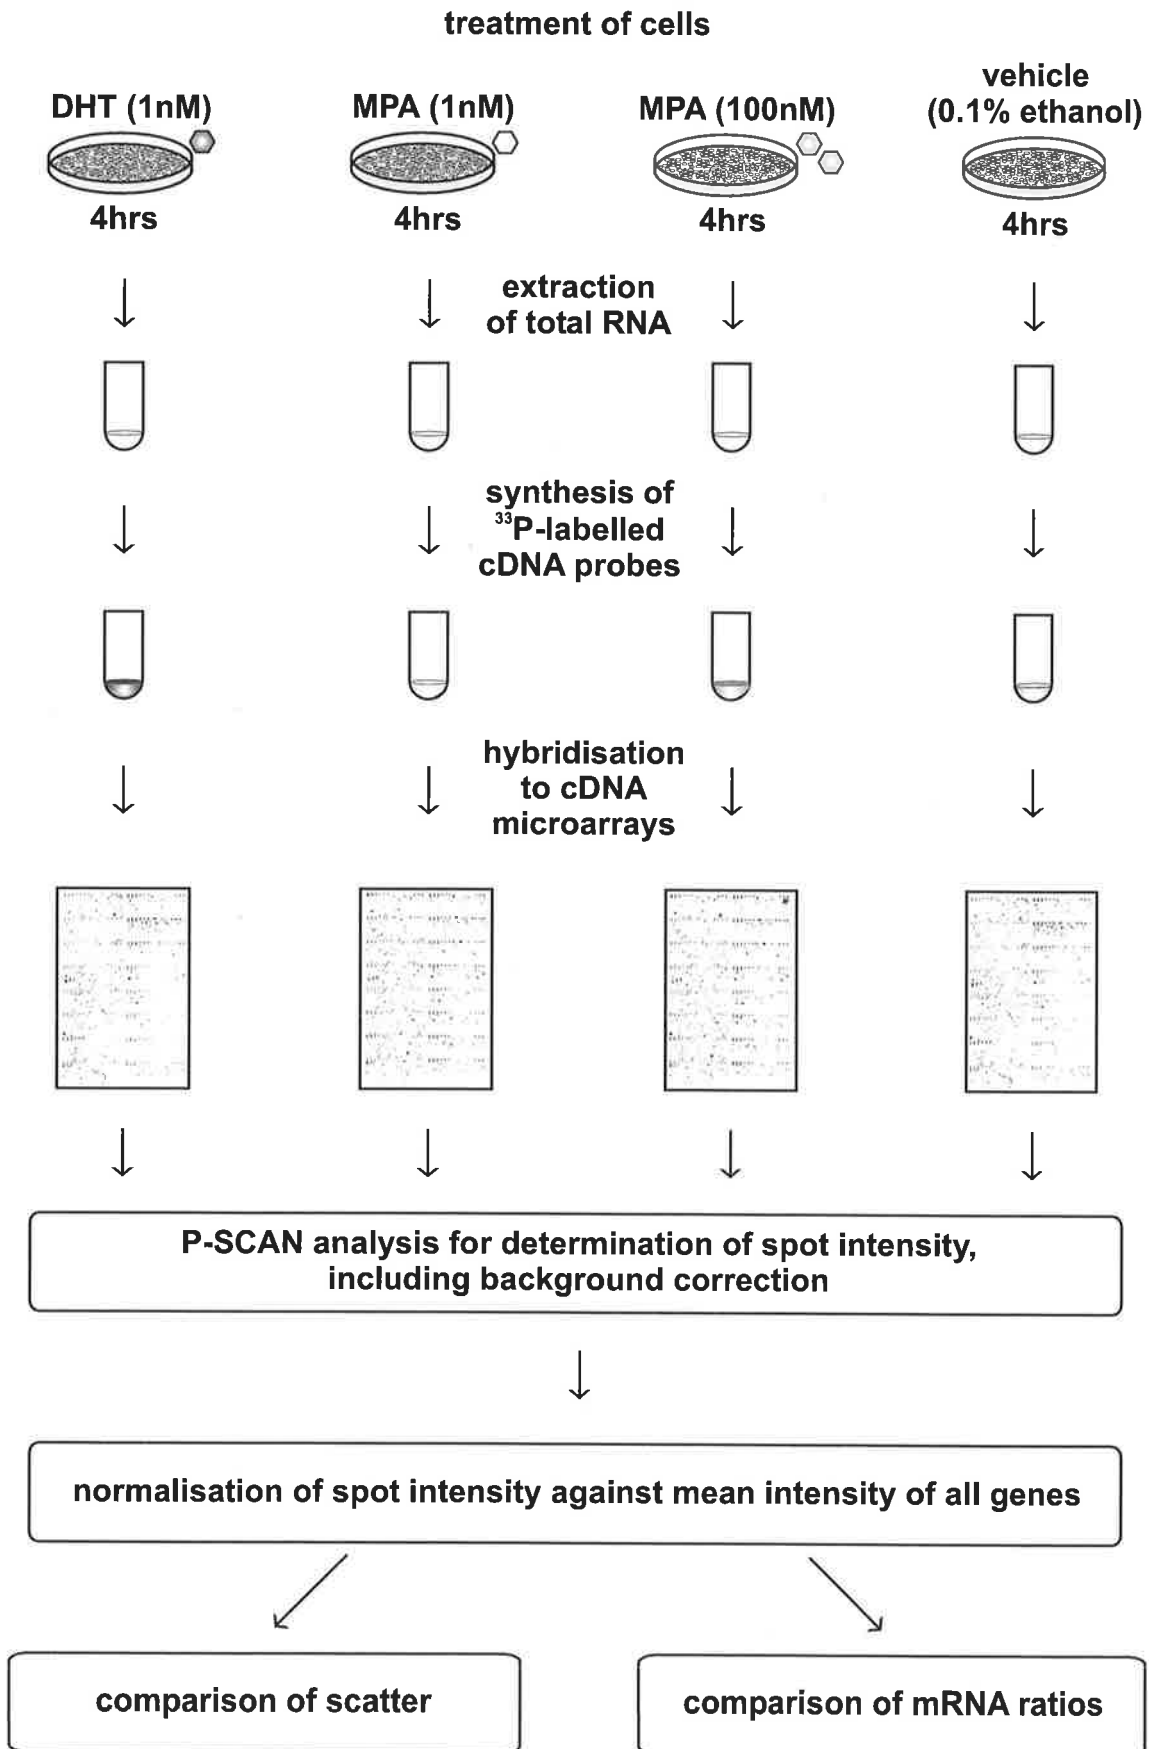 treatment of cells
DHT (1nM)
MPA (1nM)
MPA (100nM)
vehicle
(0.1% ethanol)
4hrs
4hrs
4hrs
4hrs
extraction
of total RNA
synthesis of
³³P-labelled
cDNA probes
hybridisation
to cDNA
microarrays
P-SCAN analysis for determination of spot intensity,
including background correction
normalisation of spot intensity against mean intensity of all genes
comparison of scatter
comparison of mRNA ratios